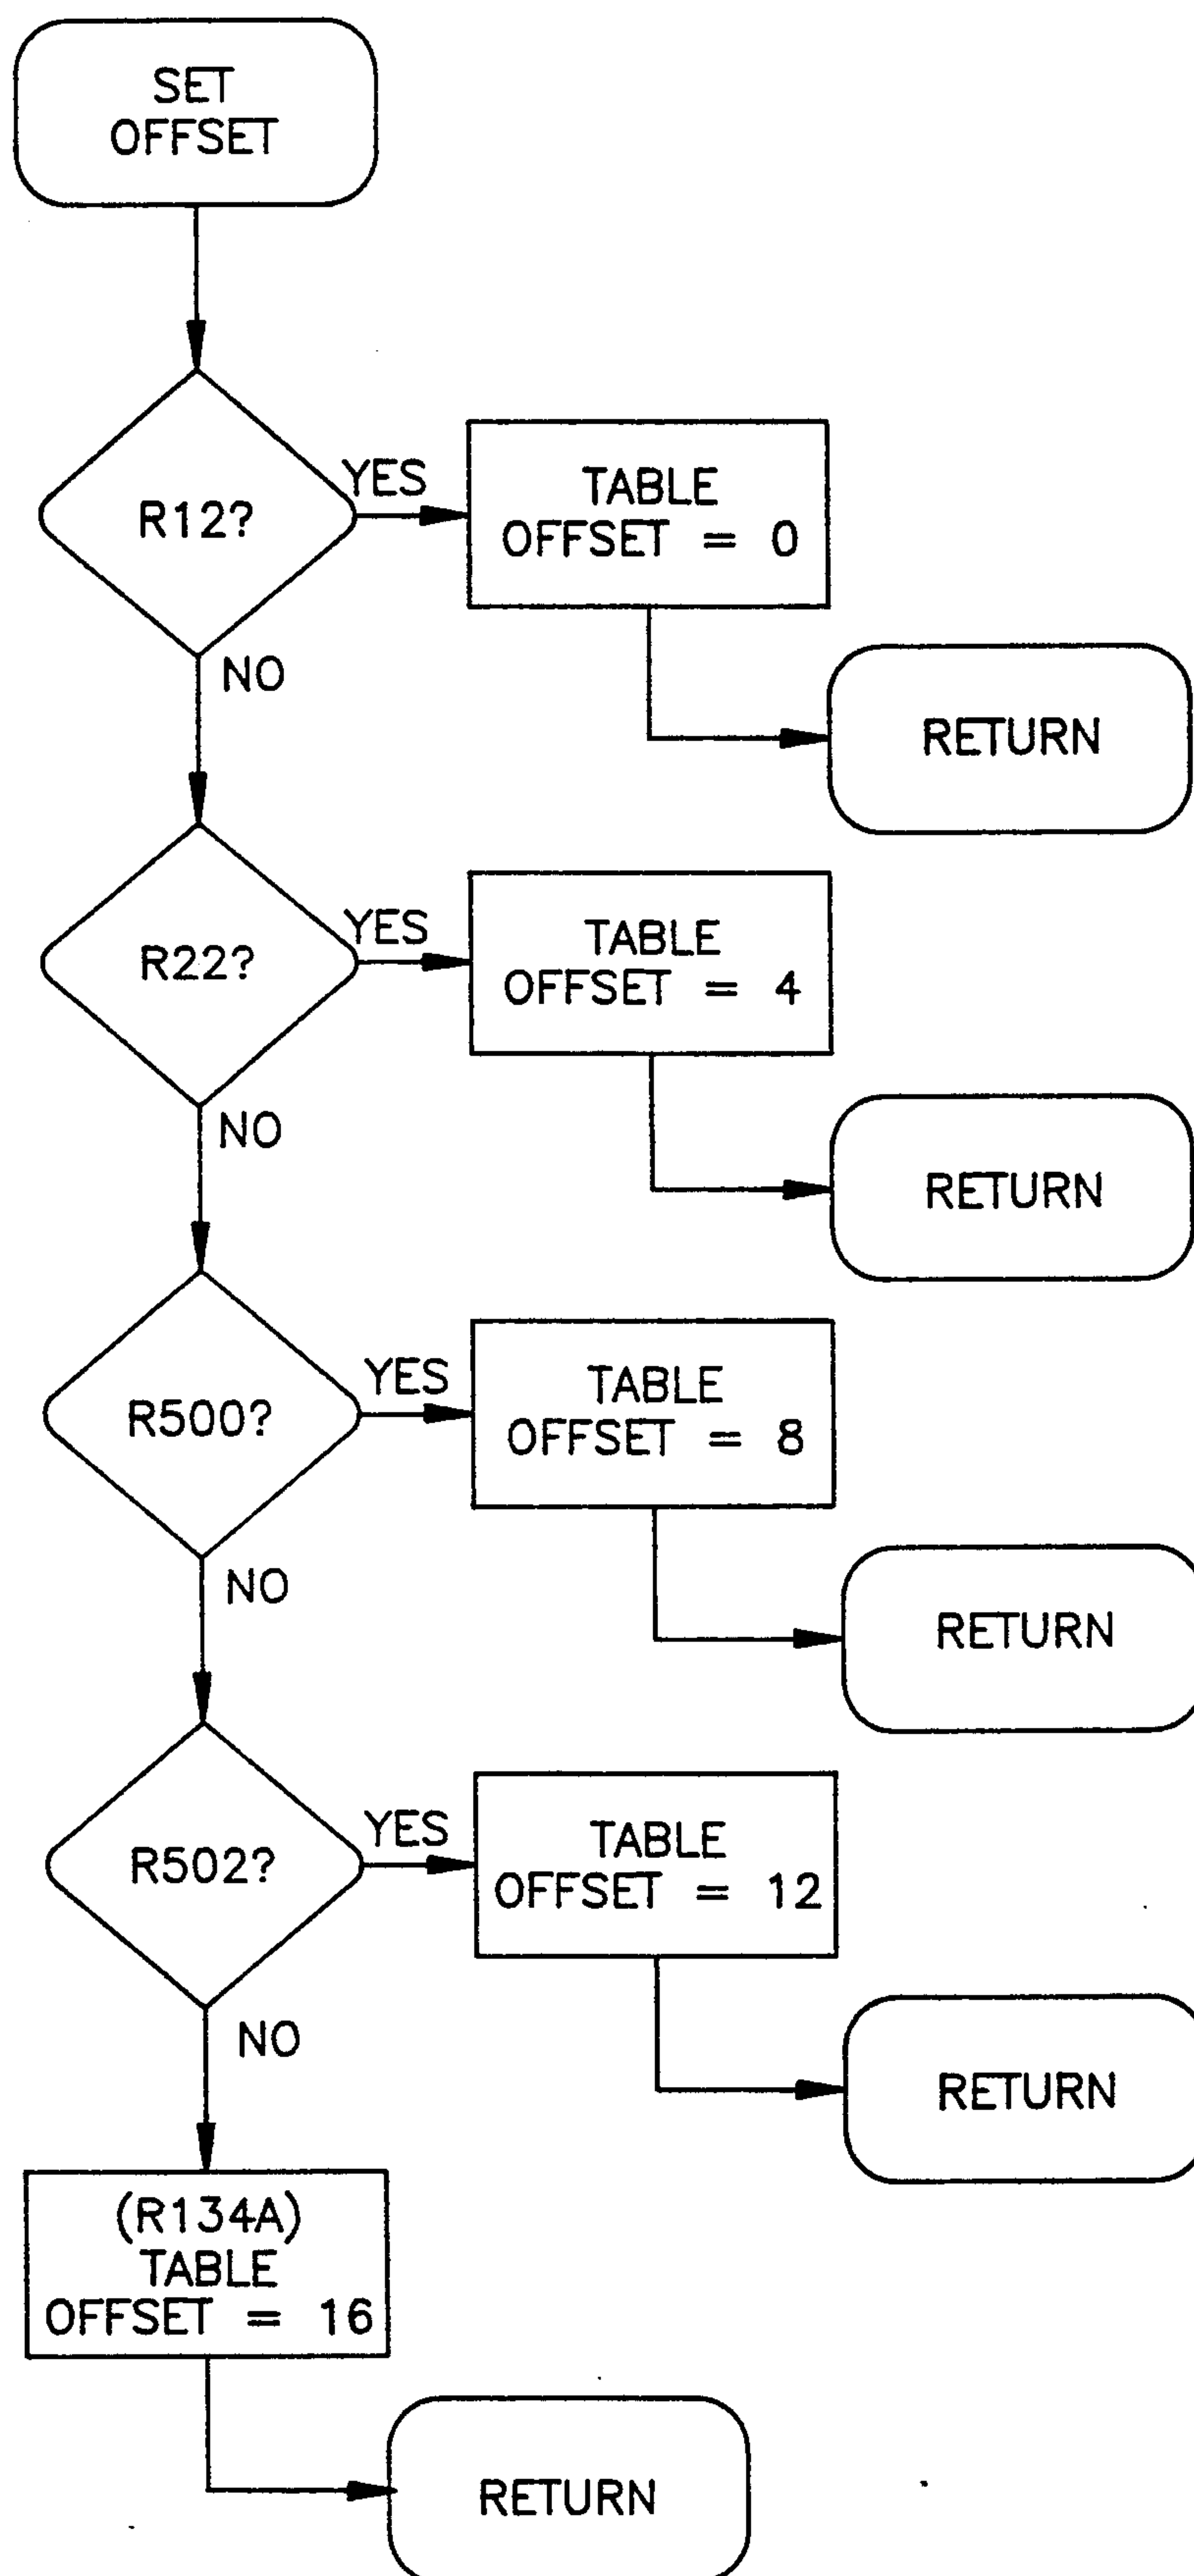 SET
OFFSET
R12?
YES
TABLE
OFFSET = 0
NO
RETURN
R22?
YES
TABLE
OFFSET = 4
NO
RETURN
R500?
YES
TABLE
OFFSET = 8
NO
RETURN
R502?
YES
TABLE
OFFSET = 12
NO
RETURN
(R134A)
TABLE
OFFSET = 16
RETURN